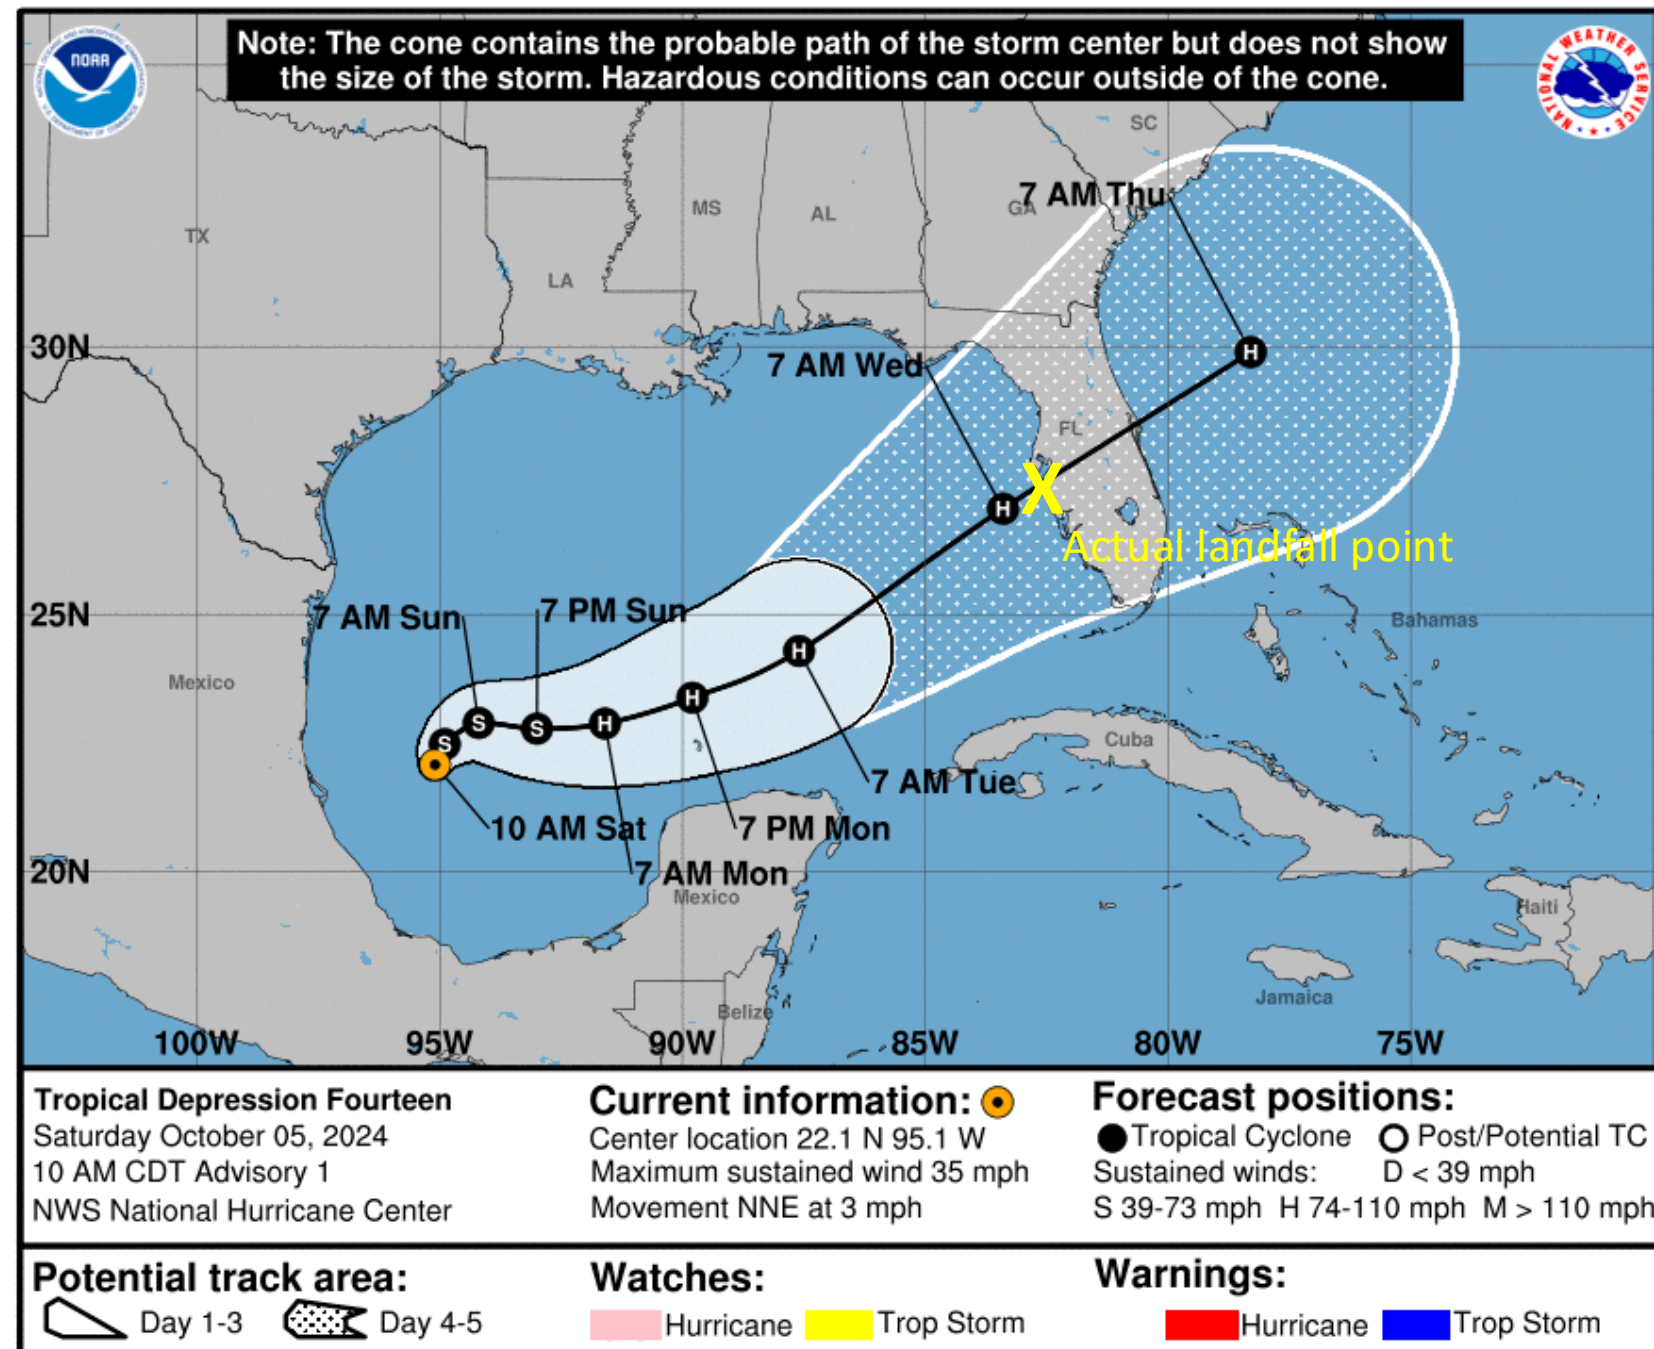 Note: The cone contains the probable path of the storm center but does not show
the size of the storm. Hazardous conditions can occur outside of the cone.
NOAA
NATIONAL WEATHER SERVICE
SC
7 AM Thu
MS
AL
GA
TX
LA
30N
7 AM Wed
FL
X
Actual landfall point
7 AM Sun
7 PM Sun
25N
Bahamas
Mexico
Cuba
7 AM Tue
10 AM Sat
7 PM Mon
7 AM Mon
20N
Mexico
Haiti
Jamaica
Belize
100W
95W
90W
85W
80W
75W
H
H
H
H
H
S
S
S
Tropical Depression Fourteen
Saturday October 05, 2024
10 AM CDT Advisory 1
NWS National Hurricane Center
Current information:
Center location 22.1 N 95.1 W
Maximum sustained wind 35 mph
Movement NNE at 3 mph
Forecast positions:
Tropical Cyclone Post/Potential TC
Sustained winds: D < 39 mph
S 39-73 mph H 74-110 mph M > 110 mph
Potential track area:
Day 1-3 Day 4-5
Watches:
Hurricane Trop Storm
Warnings:
Hurricane Trop Storm